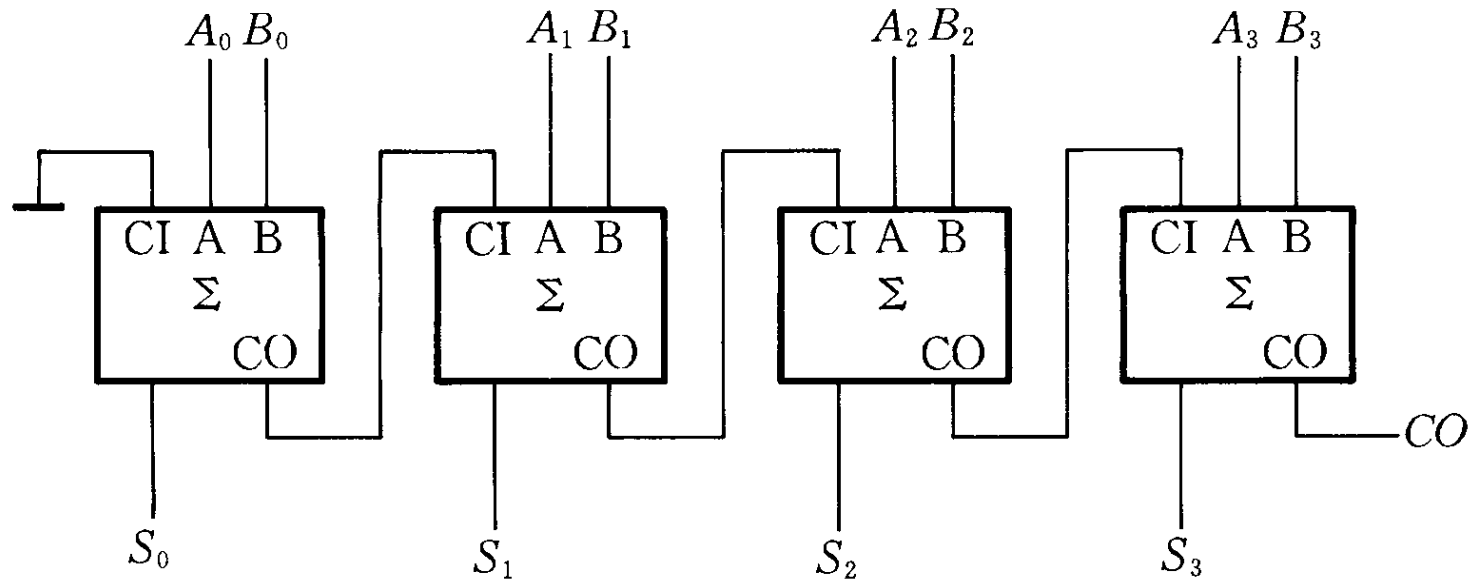 A₀ B₀ A₁ B₁ A₂ B₂ A₃ B₃
CI A B CI A B CI A B CI A B
Σ Σ Σ Σ
CO CO CO CO
CO
S₀ S₁ S₂ S₃